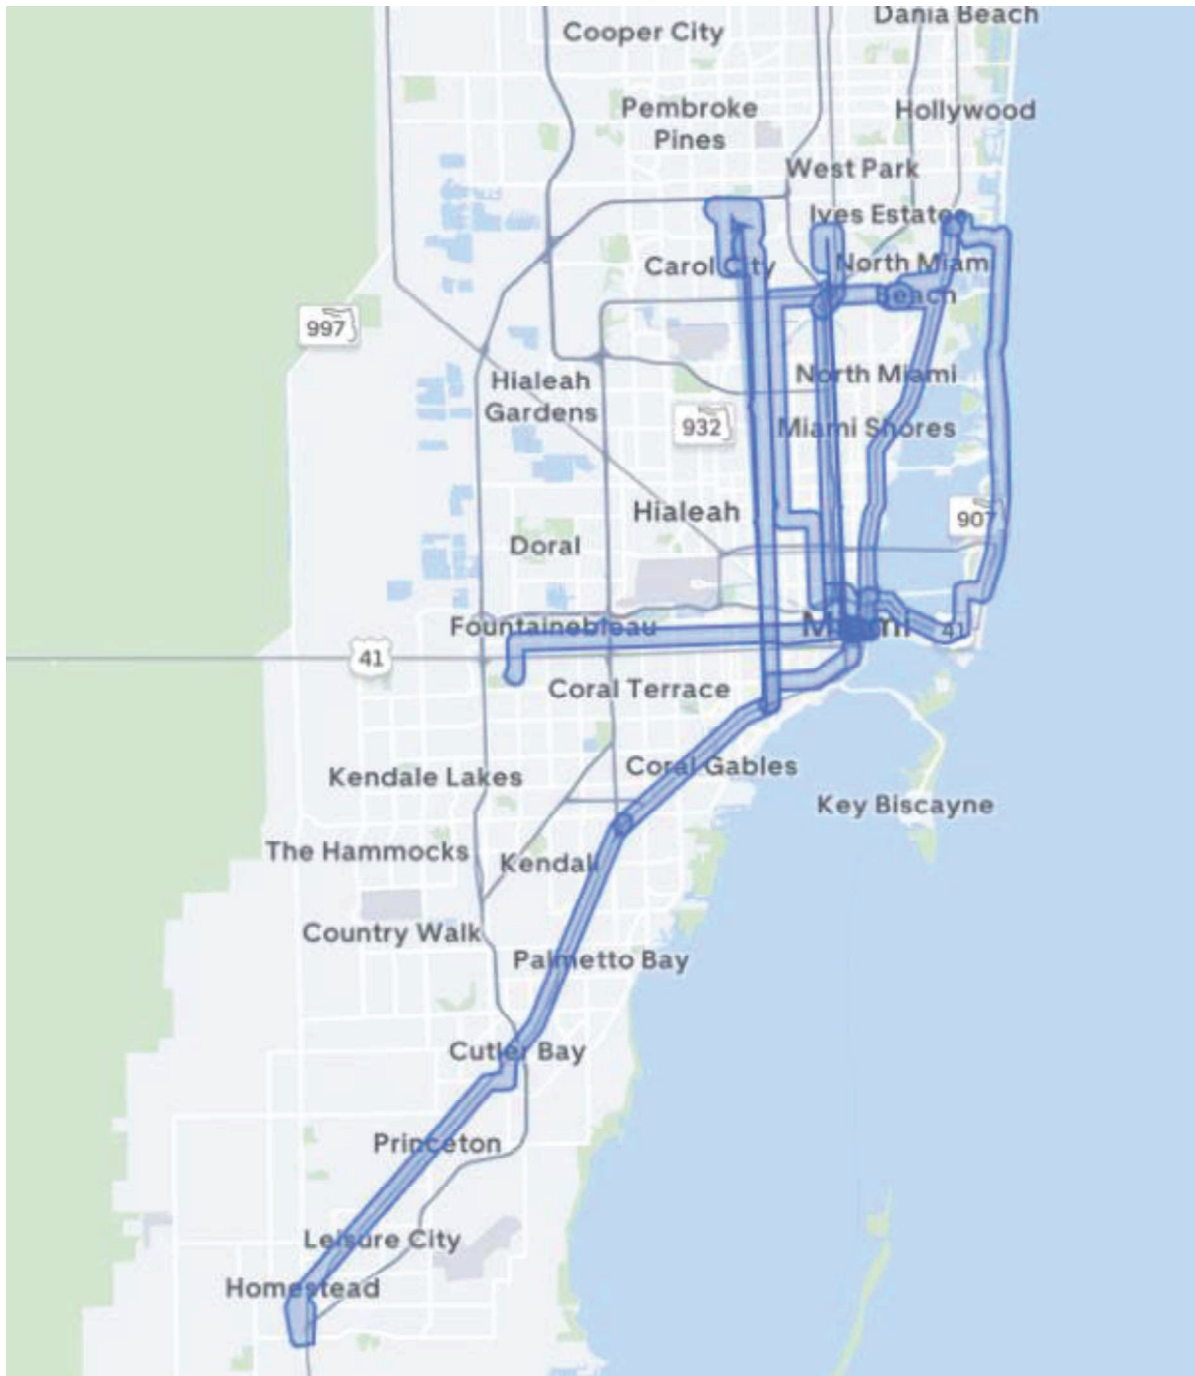 Dania Beach
Cooper City
Pembroke
Pines
Hollywood
West Park
Ives Estates
Carol City
North Miami
Beach
997
Hialeah
Gardens
North Miami
932
Miami Shores
Hialeah
907
Doral
Fountainebleau
Miami
41
41
Coral Terrace
Coral Gables
Kendale Lakes
Key Biscayne
The Hammocks
Kendall
Country Walk
Palmetto Bay
Cutler Bay
Princeton
Leisure City
Homestead